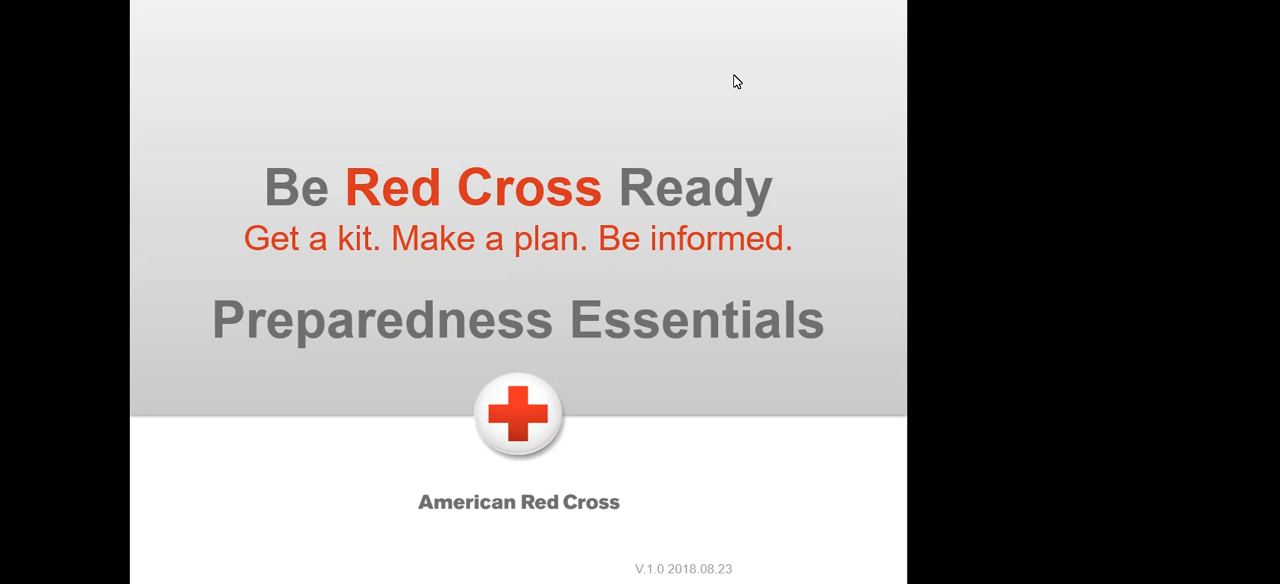 Be Red Cross Ready
Get a kit. Make a plan. Be informed.
Preparedness Essentials
American Red Cross
V.1.0 2018.08.23